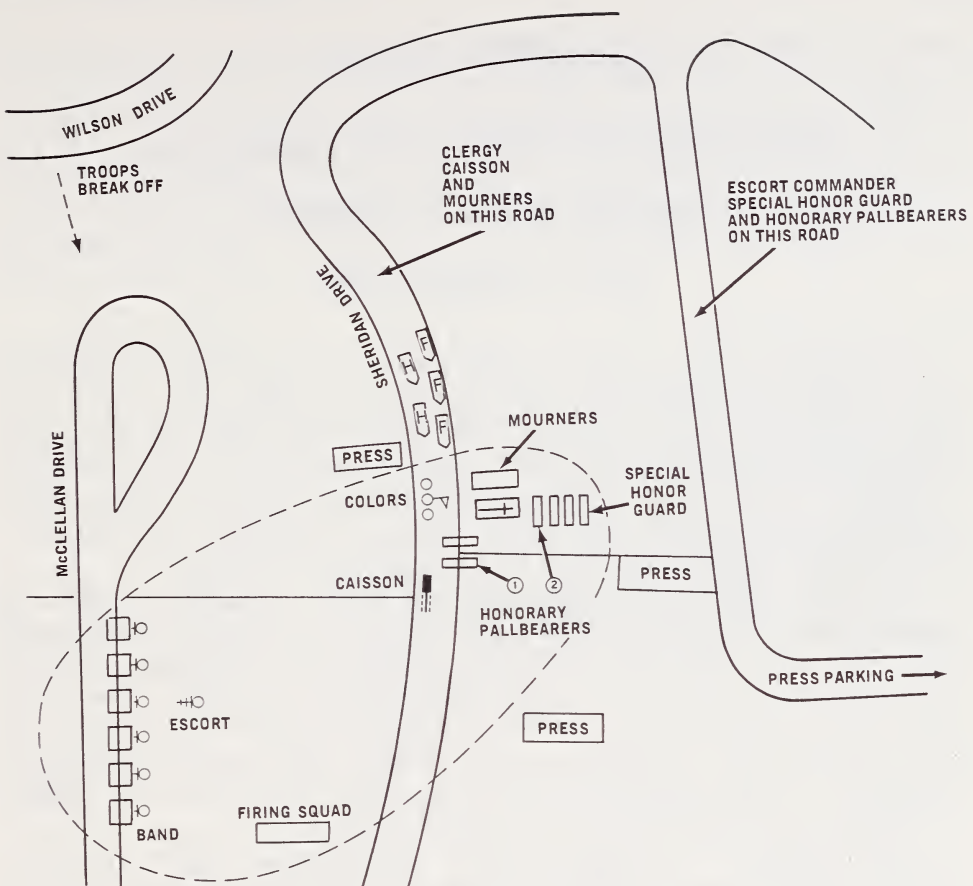 WILSON DRIVE
TROOPS
BREAK OFF
CLERGY
CAISSON
AND
MOURNERS
ON THIS ROAD
ESCORT COMMANDER
SPECIAL HONOR GUARD
AND HONORARY PALLBEARERS
ON THIS ROAD
SHERIDAN DRIVE
McCLELLAN DRIVE
F
H
F
H
F
MOURNERS
PRESS
COLORS
SPECIAL
HONOR
GUARD
CAISSON
PRESS
1
2
HONORARY
PALLBEARERS
PRESS PARKING
ESCORT
PRESS
FIRING SQUAD
BAND